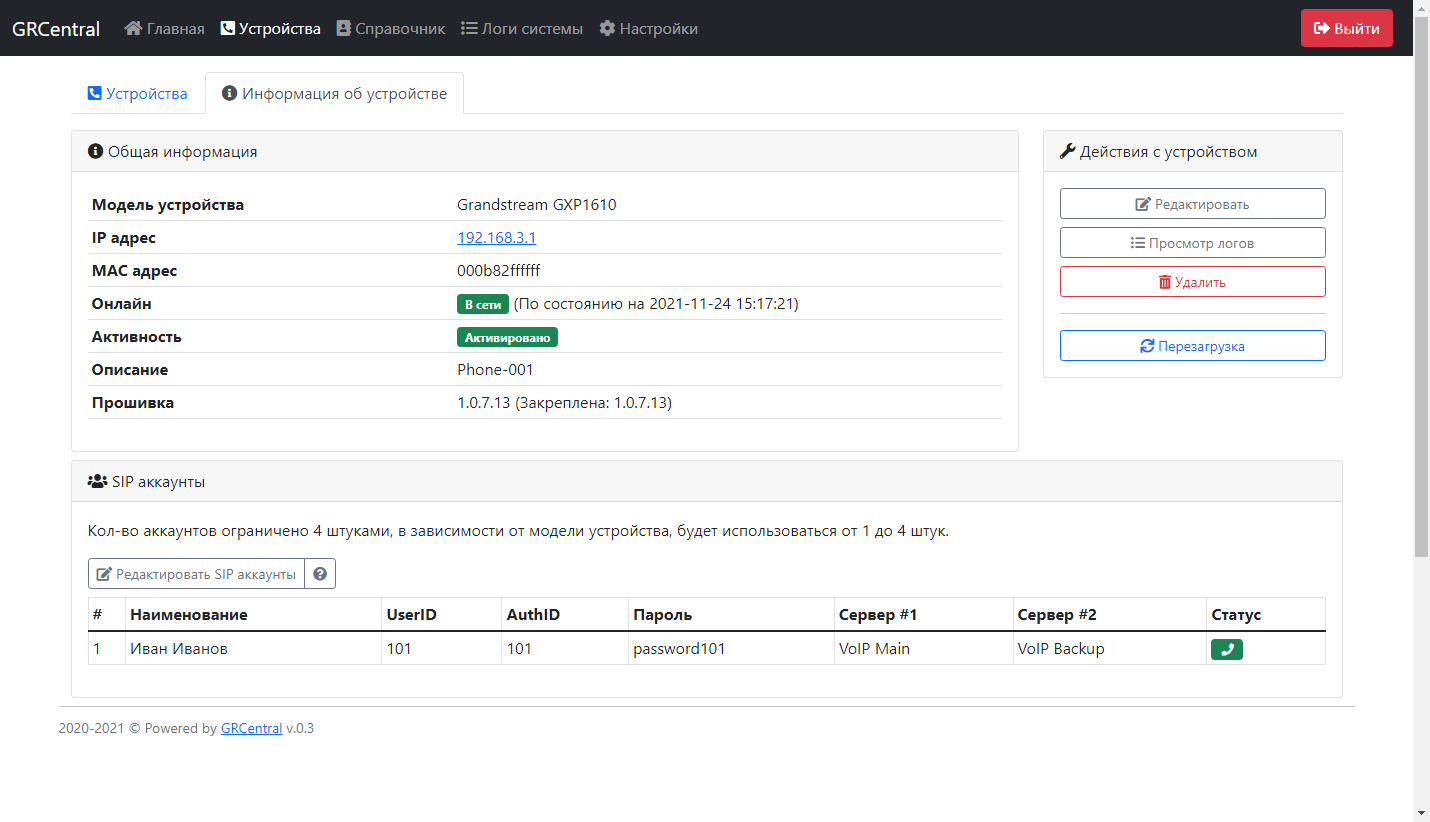 GRCentral Главная Устройства Справочник Логи системы Настройки Выйти
Устройства Информация об устройстве
Общая информация
Модель устройства Grandstream GXP1610
IP адрес 192.168.3.1
MAC адрес 000b82ffffff
Онлайн В сети (По состоянию на 2021-11-24 15:17:21)
Активность Активировано
Описание Phone-001
Прошивка 1.0.7.13 (Закреплена: 1.0.7.13)
Действия с устройством
Редактировать
Просмотр логов
Удалить
Перезагрузка
SIP аккаунты
Кол-во аккаунтов ограничено 4 штуками, в зависимости от модели устройства, будет использоваться от 1 до 4 штук.
Редактировать SIP аккаунты ?
# Наименование UserID AuthID Пароль Сервер #1 Сервер #2 Статус
1 Иван Иванов 101 101 password101 VoIP Main VoIP Backup
2020-2021 © Powered by GRCentral v.0.3